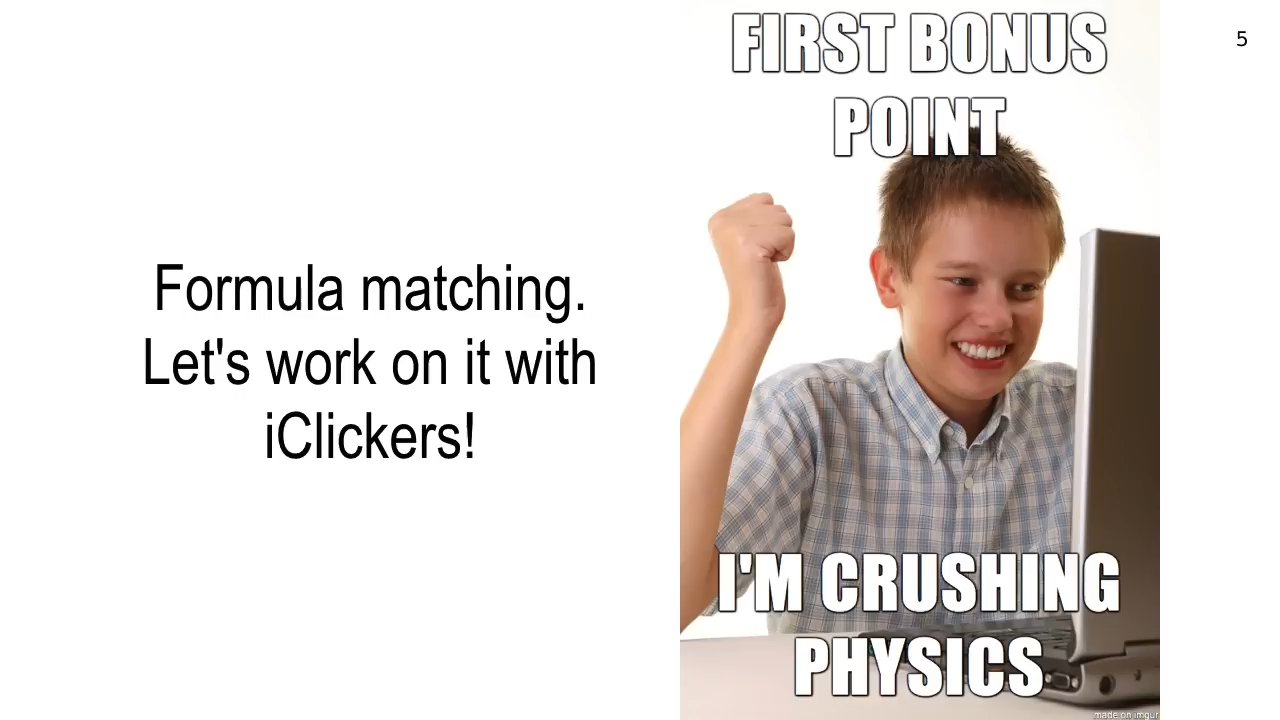 5
Formula matching.
Let's work on it with
iClickers!
FIRST BONUS
POINT
I'M CRUSHING
PHYSICS
made on imgur